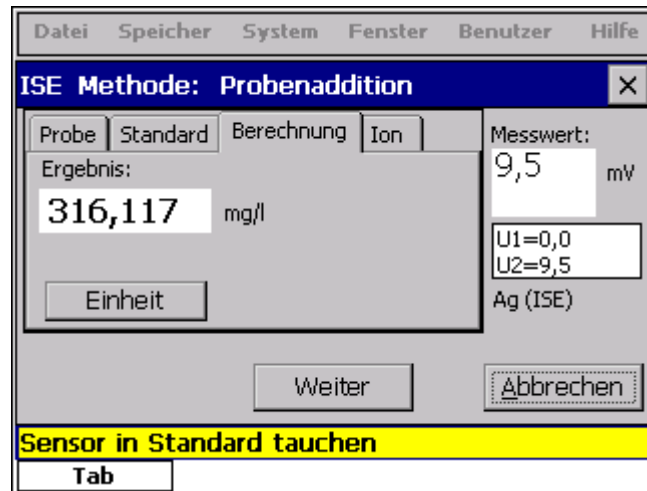 Datei Speicher System Fenster Benutzer Hilfe
ISE Methode: Probenaddition
Probe Standard Berechnung Ion
Ergebnis:
316,117 mg/l
Einheit
Messwert:
9,5 mV
U1=0,0
U2=9,5
Ag (ISE)
Weiter Abbrechen
Sensor in Standard tauchen
Tab